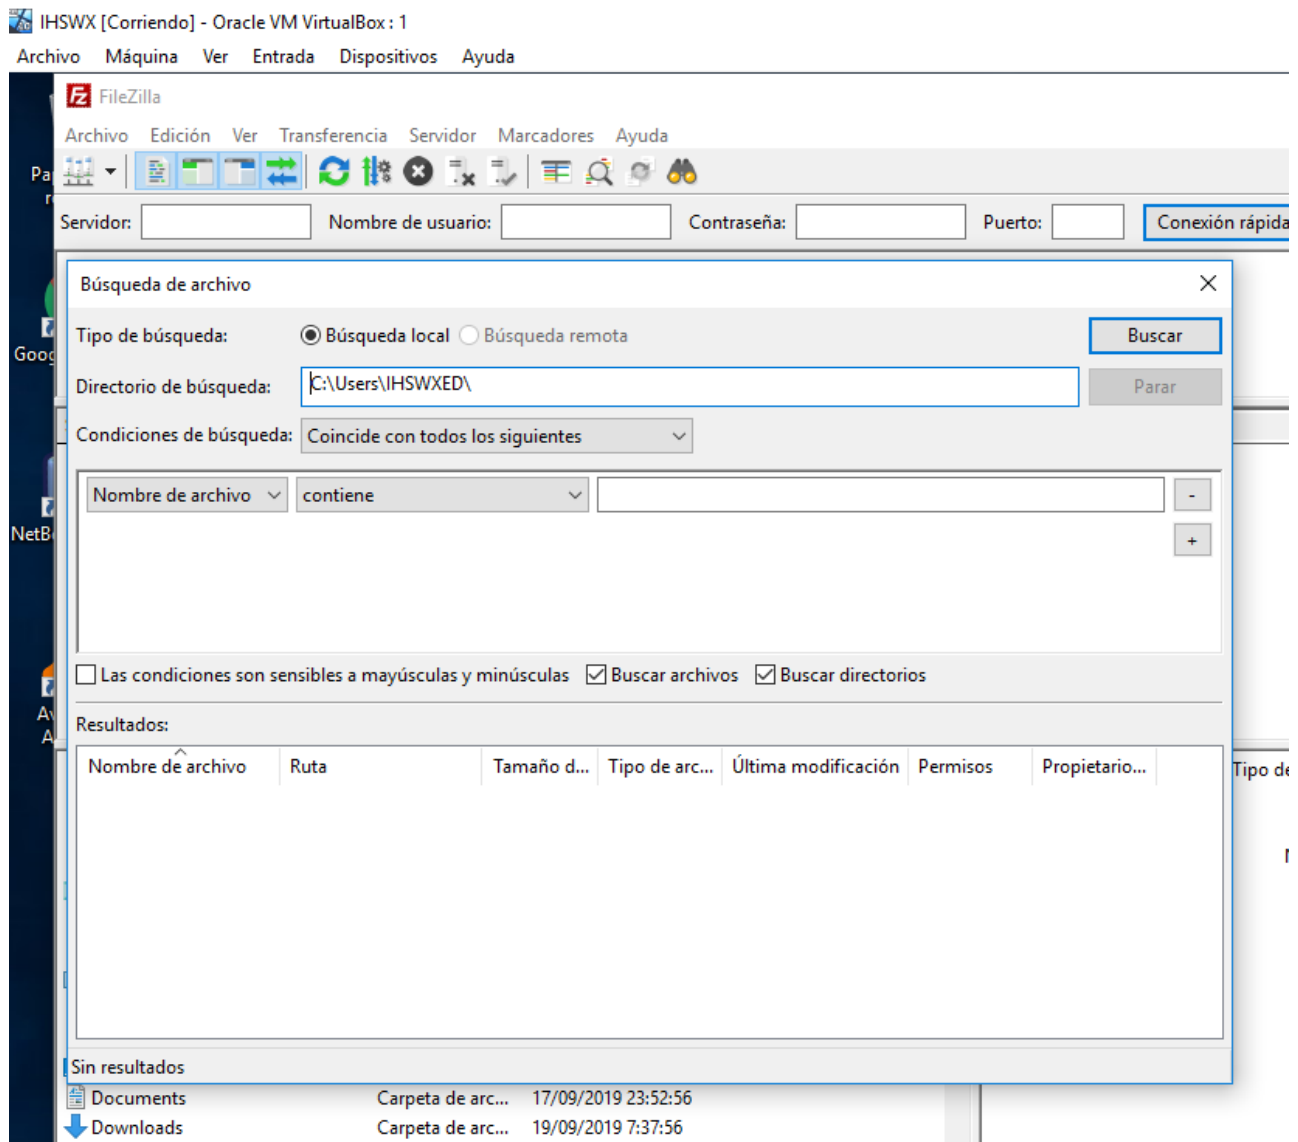 IHSWX [Corriendo] - Oracle VM VirtualBox : 1
Archivo Máquina Ver Entrada Dispositivos Ayuda
FileZilla
Archivo Edición Ver Transferencia Servidor Marcadores Ayuda
Servidor: Nombre de usuario: Contraseña: Puerto: Conexión rápida
Búsqueda de archivo
Tipo de búsqueda: Búsqueda local Búsqueda remota Buscar
Directorio de búsqueda: C:\Users\IHSWXED\ Parar
Condiciones de búsqueda: Coincide con todos los siguientes
Nombre de archivo contiene -
+
Las condiciones son sensibles a mayúsculas y minúsculas Buscar archivos Buscar directorios
Resultados:
Nombre de archivo Ruta Tamaño d... Tipo de arc... Última modificación Permisos Propietario...
Sin resultados
Documents Carpeta de arc... 17/09/2019 23:52:56
Downloads Carpeta de arc... 19/09/2019 7:37:56